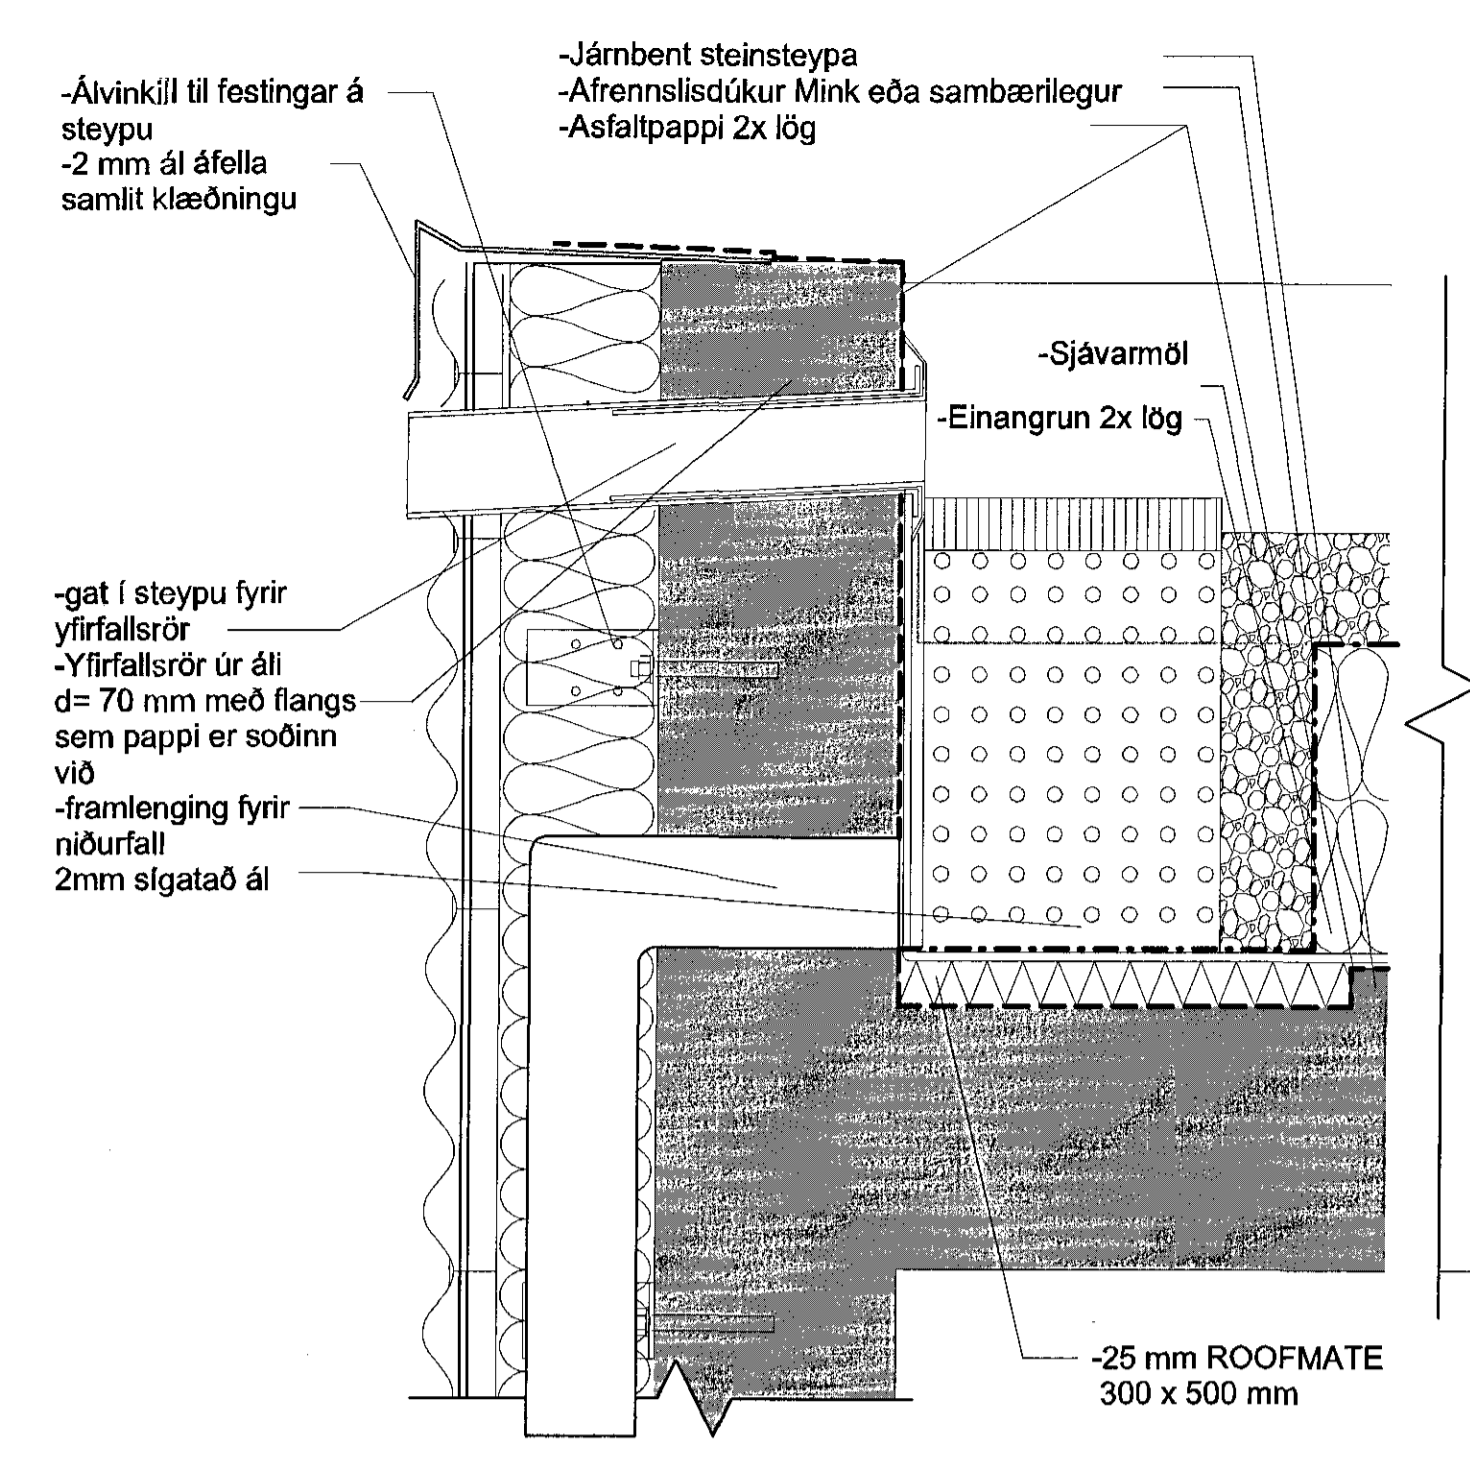 -Álvinkill til festingar á
steypu
-2 mm ál áfella
samlit klæðningu
-Járnbent steinsteypa
-Afrennslisdúkur Mink eða sambærilegur
-Asfaltpappi 2x lög
-Sjávarmöl
-Einangrun 2x lög
-gat í steypu fyrir
yfirfallsrör
-Yfirfallsrör úr áli
d= 70 mm með flangs
sem pappi er soðinn
við
-framlenging fyrir
niðurfall
2mm sígatað ál
-25 mm ROOFMATE
300 x 500 mm